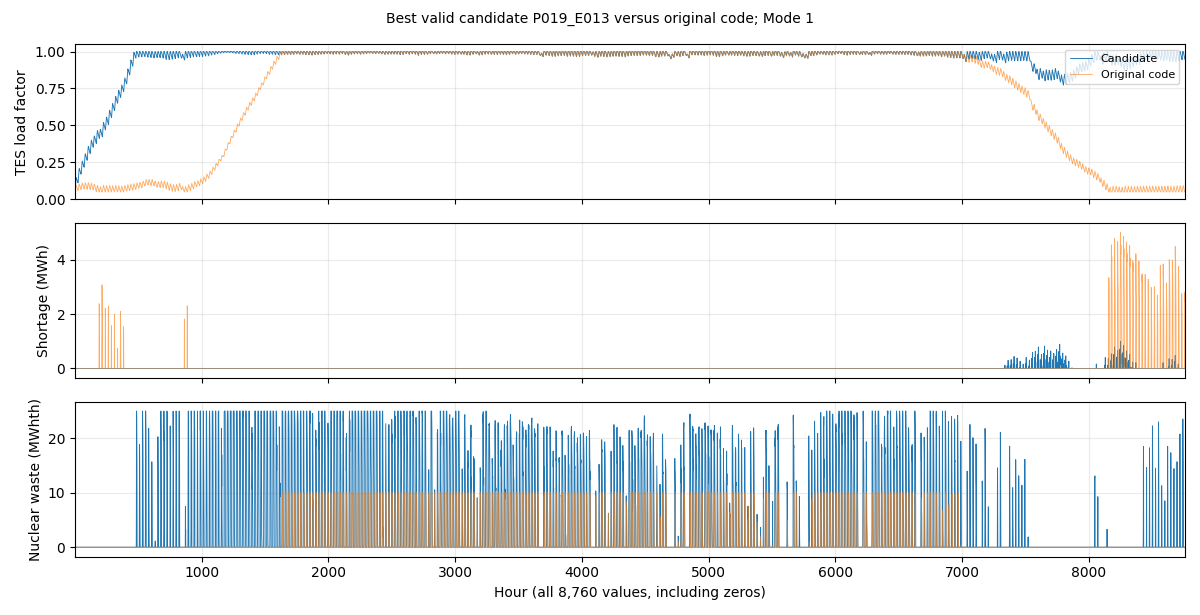 Best valid candidate P019_E013 versus original code; Mode 1
TES load factor
1.00
0.75
0.50
0.25
0.00
Candidate
Original code
Shortage (MWh)
4
2
0
Nuclear waste (MWhth)
20
10
0
1000 2000 3000 4000 5000 6000 7000 8000
Hour (all 8,760 values, including zeros)